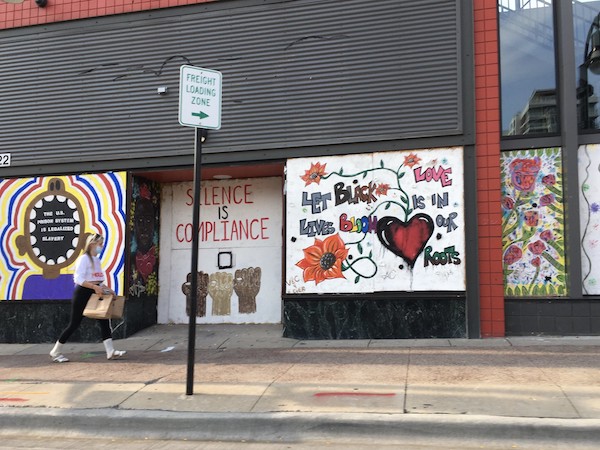 FREIGHT
LOADING
ZONE
22
THE U.S.
PRISON SYSTEM
IS LEGALIZED
SLAVERY
SILENCE
IS
COMPLIANCE
LET BLACK
LIVES BLOOM
LOVE
IS IN
OUR
ROOTS